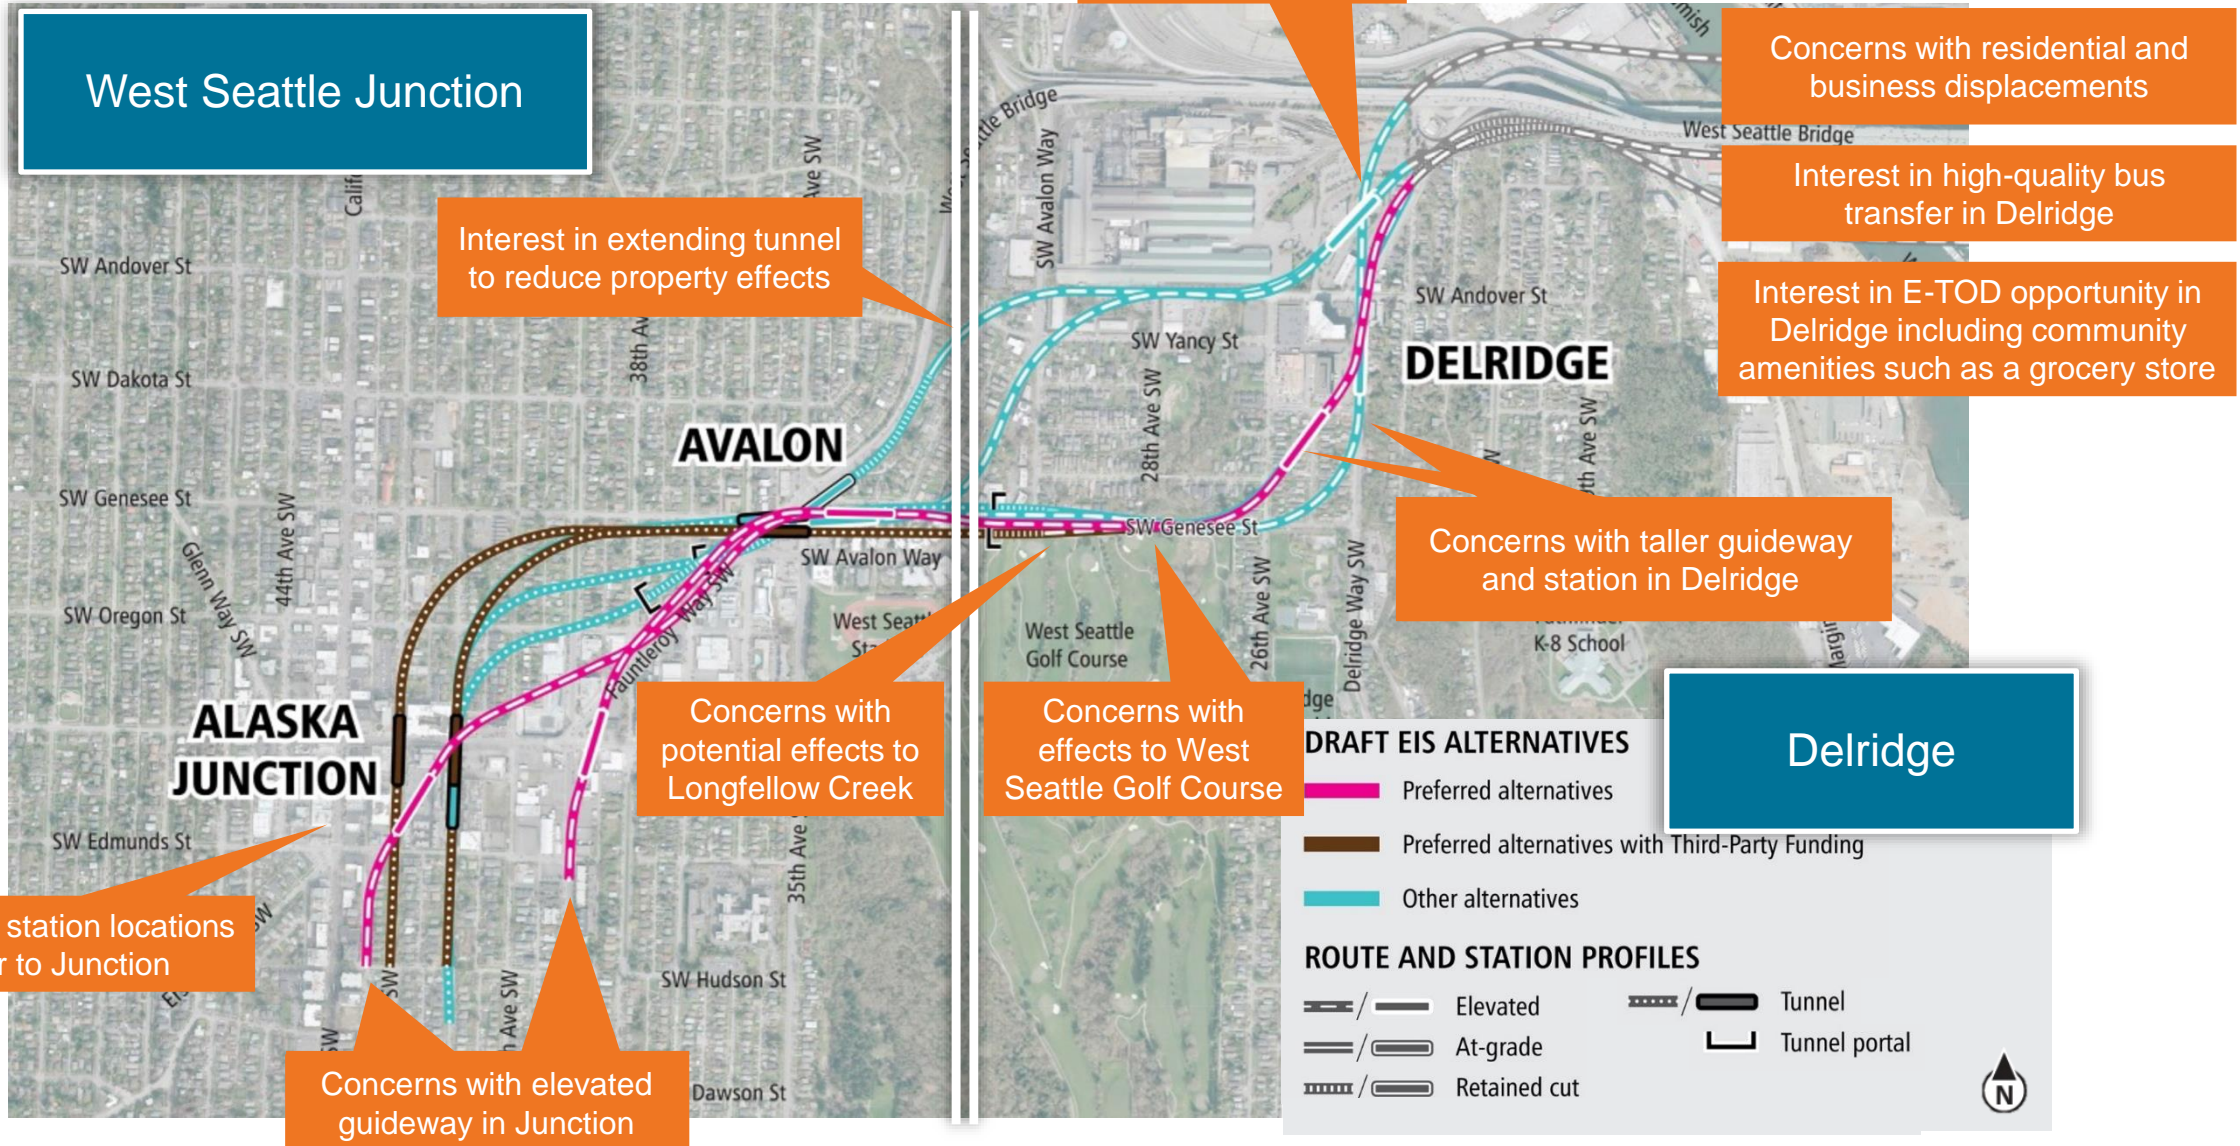 West Seattle Junction
Concerns with residential and
business displacements
West Seattle Bridge
Interest in high-quality bus
transfer in Delridge
Interest in E-TOD opportunity in
Delridge including community
amenities such as a grocery store
Interest in extending tunnel
to reduce property effects
SW Avalon Way
Ave SW
SW Andover St
SW Andover St
SW Yancy St
DELRIDGE
SW Dakota St
38th
28th Ave SW
AVALON
SW Genesee St
44th Ave SW
Glenn Way SW
SW Genesee St
SW Avalon Way
Concerns with taller guideway
and station in Delridge
SW Oregon St
Fauntleroy Way SW
West
West Seattle
Golf Course
26th Ave SW
Delridge Way SW
K-8 School
ALASKA
JUNCTION
Concerns with
potential effects to
Longfellow Creek
Concerns with
effects to West
Seattle Golf Course
Delridge
SW Edmunds St
35th Ave
station locations
to Junction
SW
SW Hudson St
Ave SW
SW
Dawson St
Concerns with elevated
guideway in Junction
DRAFT EIS ALTERNATIVES
Preferred alternatives
Preferred alternatives with Third-Party Funding
Other alternatives
ROUTE AND STATION PROFILES
Elevated
At-grade
Retained cut
Tunnel
Tunnel portal
N